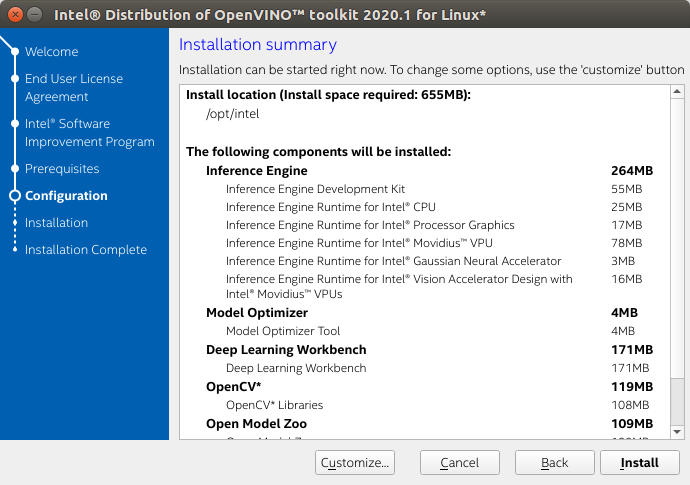 Intel® Distribution of OpenVINO™ toolkit 2020.1 for Linux*
Welcome
End User License
Agreement
Intel® Software
Improvement Program
Prerequisites
Configuration
Installation
Installation Complete
Installation summary
Installation can be started right now. To change some options, use the 'customize' button
Install location (Install space required: 655MB):
/opt/intel
The following components will be installed:
Inference Engine 264MB
Inference Engine Development Kit 55MB
Inference Engine Runtime for Intel® CPU 25MB
Inference Engine Runtime for Intel® Processor Graphics 17MB
Inference Engine Runtime for Intel® Movidius™ VPU 78MB
Inference Engine Runtime for Intel® Gaussian Neural Accelerator 3MB
Inference Engine Runtime for Intel® Vision Accelerator Design with 16MB
Intel® Movidius™ VPUs
Model Optimizer 4MB
Model Optimizer Tool 4MB
Deep Learning Workbench 171MB
Deep Learning Workbench 171MB
OpenCV* 119MB
OpenCV* Libraries 108MB
Open Model Zoo 109MB
Customize... Cancel Back Install